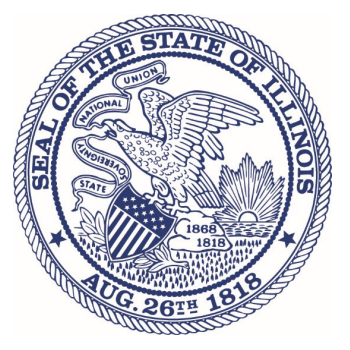 SEAL OF THE STATE OF ILLINOIS
UNION
NATIONAL
SOVEREIGNTY
STATE
1868
1818
AUG. 26TH 1818